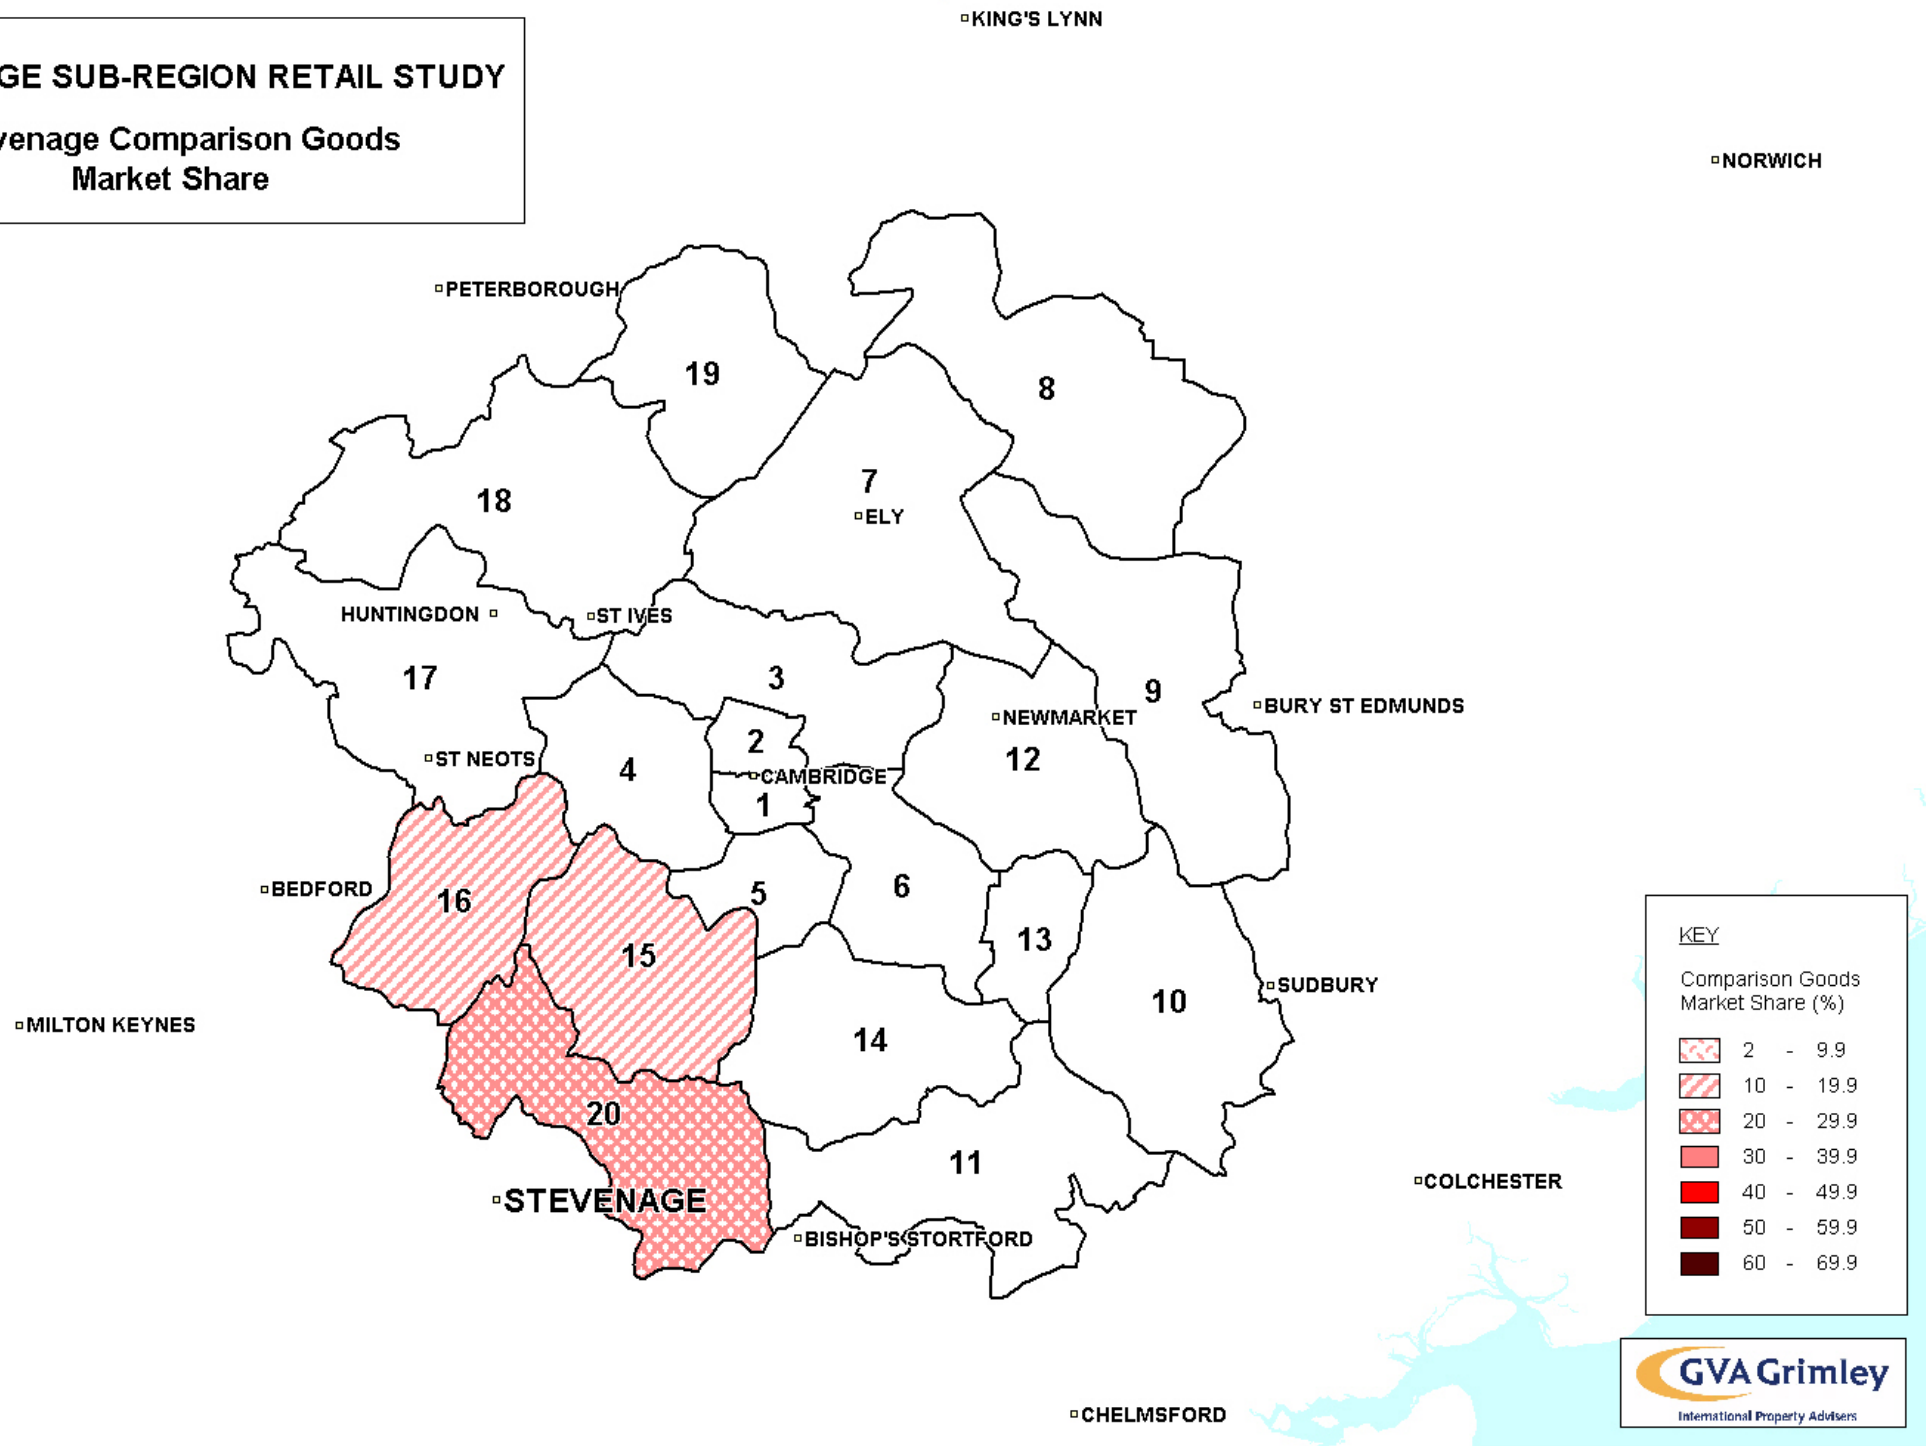 KING'S LYNN
GE SUB-REGION RETAIL STUDY
venage Comparison Goods
Market Share
NORWICH
PETERBOROUGH
19
8
7
18
ELY
HUNTINGDON
ST IVES
17
3
9
BURY ST EDMUNDS
NEWMARKET
2
ST NEOTS
12
4
CAMBRIDGE
1
BEDFORD
16
5
6
13
15
SUDBURY
10
MILTON KEYNES
14
20
11
STEVENAGE
COLCHESTER
BISHOP'S STORTFORD
CHELMSFORD
KEY
Comparison Goods
Market Share (%)
2 - 9.9
10 - 19.9
20 - 29.9
30 - 39.9
40 - 49.9
50 - 59.9
60 - 69.9
GVA Grimley
International Property Advisers